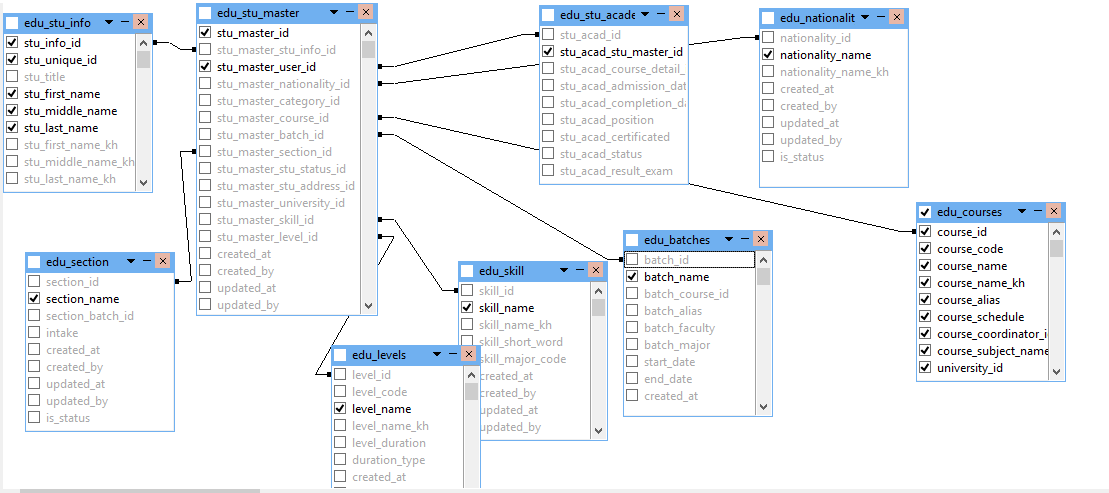 edu_stu_info
stu_info_id
stu_unique_id
stu_title
stu_first_name
stu_middle_name
stu_last_name
stu_first_name_kh
stu_middle_name_kh
stu_last_name_kh
edu_stu_master
stu_master_id
stu_master_stu_info_id
stu_master_user_id
stu_master_nationality_id
stu_master_category_id
stu_master_course_id
stu_master_batch_id
stu_master_section_id
stu_master_stu_status_id
stu_master_stu_address_id
stu_master_university_id
stu_master_skill_id
stu_master_level_id
created_at
created_by
updated_at
updated_by
edu_stu_acade
stu_acad_id
stu_acad_stu_master_id
stu_acad_course_detail_
stu_acad_admission_dat
stu_acad_completion_da
stu_acad_position
stu_acad_certificated
stu_acad_status
stu_acad_result_exam
edu_nationalit
nationality_id
nationality_name
nationality_name_kh
created_at
created_by
updated_at
updated_by
is_status
edu_section
section_id
section_name
section_batch_id
intake
created_at
created_by
updated_at
updated_by
is_status
edu_levels
level_id
level_code
level_name
level_name_kh
level_duration
duration_type
created_at
edu_skill
skill_id
skill_name
skill_name_kh
skill_short_word
skill_major_code
created_at
created_by
updated_at
updated_by
edu_batches
batch_id
batch_name
batch_course_id
batch_alias
batch_faculty
batch_major
start_date
end_date
created_at
edu_courses
course_id
course_code
course_name
course_name_kh
course_alias
course_schedule
course_coordinator_i
course_subject_name
university_id